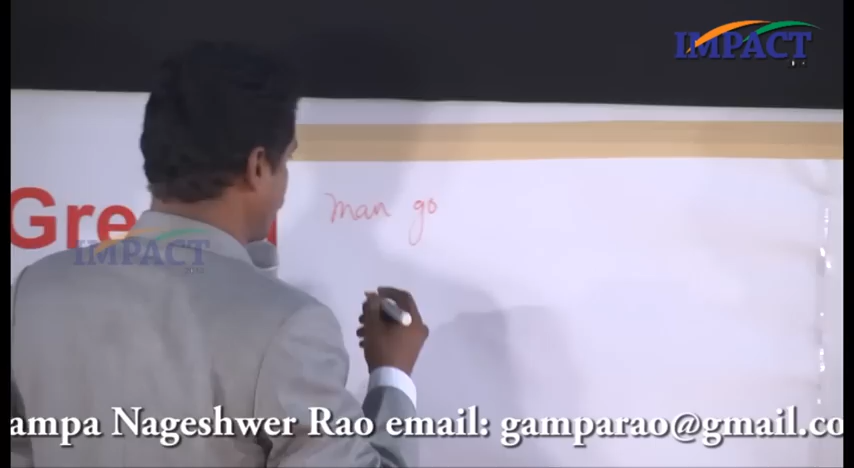 IMPACT
man go
Gre
IMPACT
ampa Nageshwer Rao email: gamparao@gmail.co